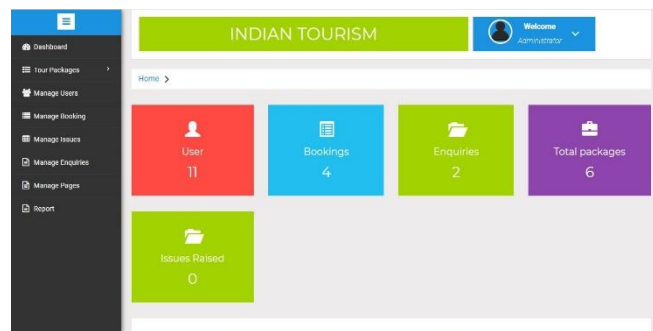 INDIAN TOURISM
Welcome
Administrator
Dashboard
Tour Packages
Manage Users
Manage Booking
Manage Issues
Manage Enquiries
Manage Pages
Report
Home >
User
11
Bookings
4
Enquiries
2
Total packages
6
Issues Raised
0